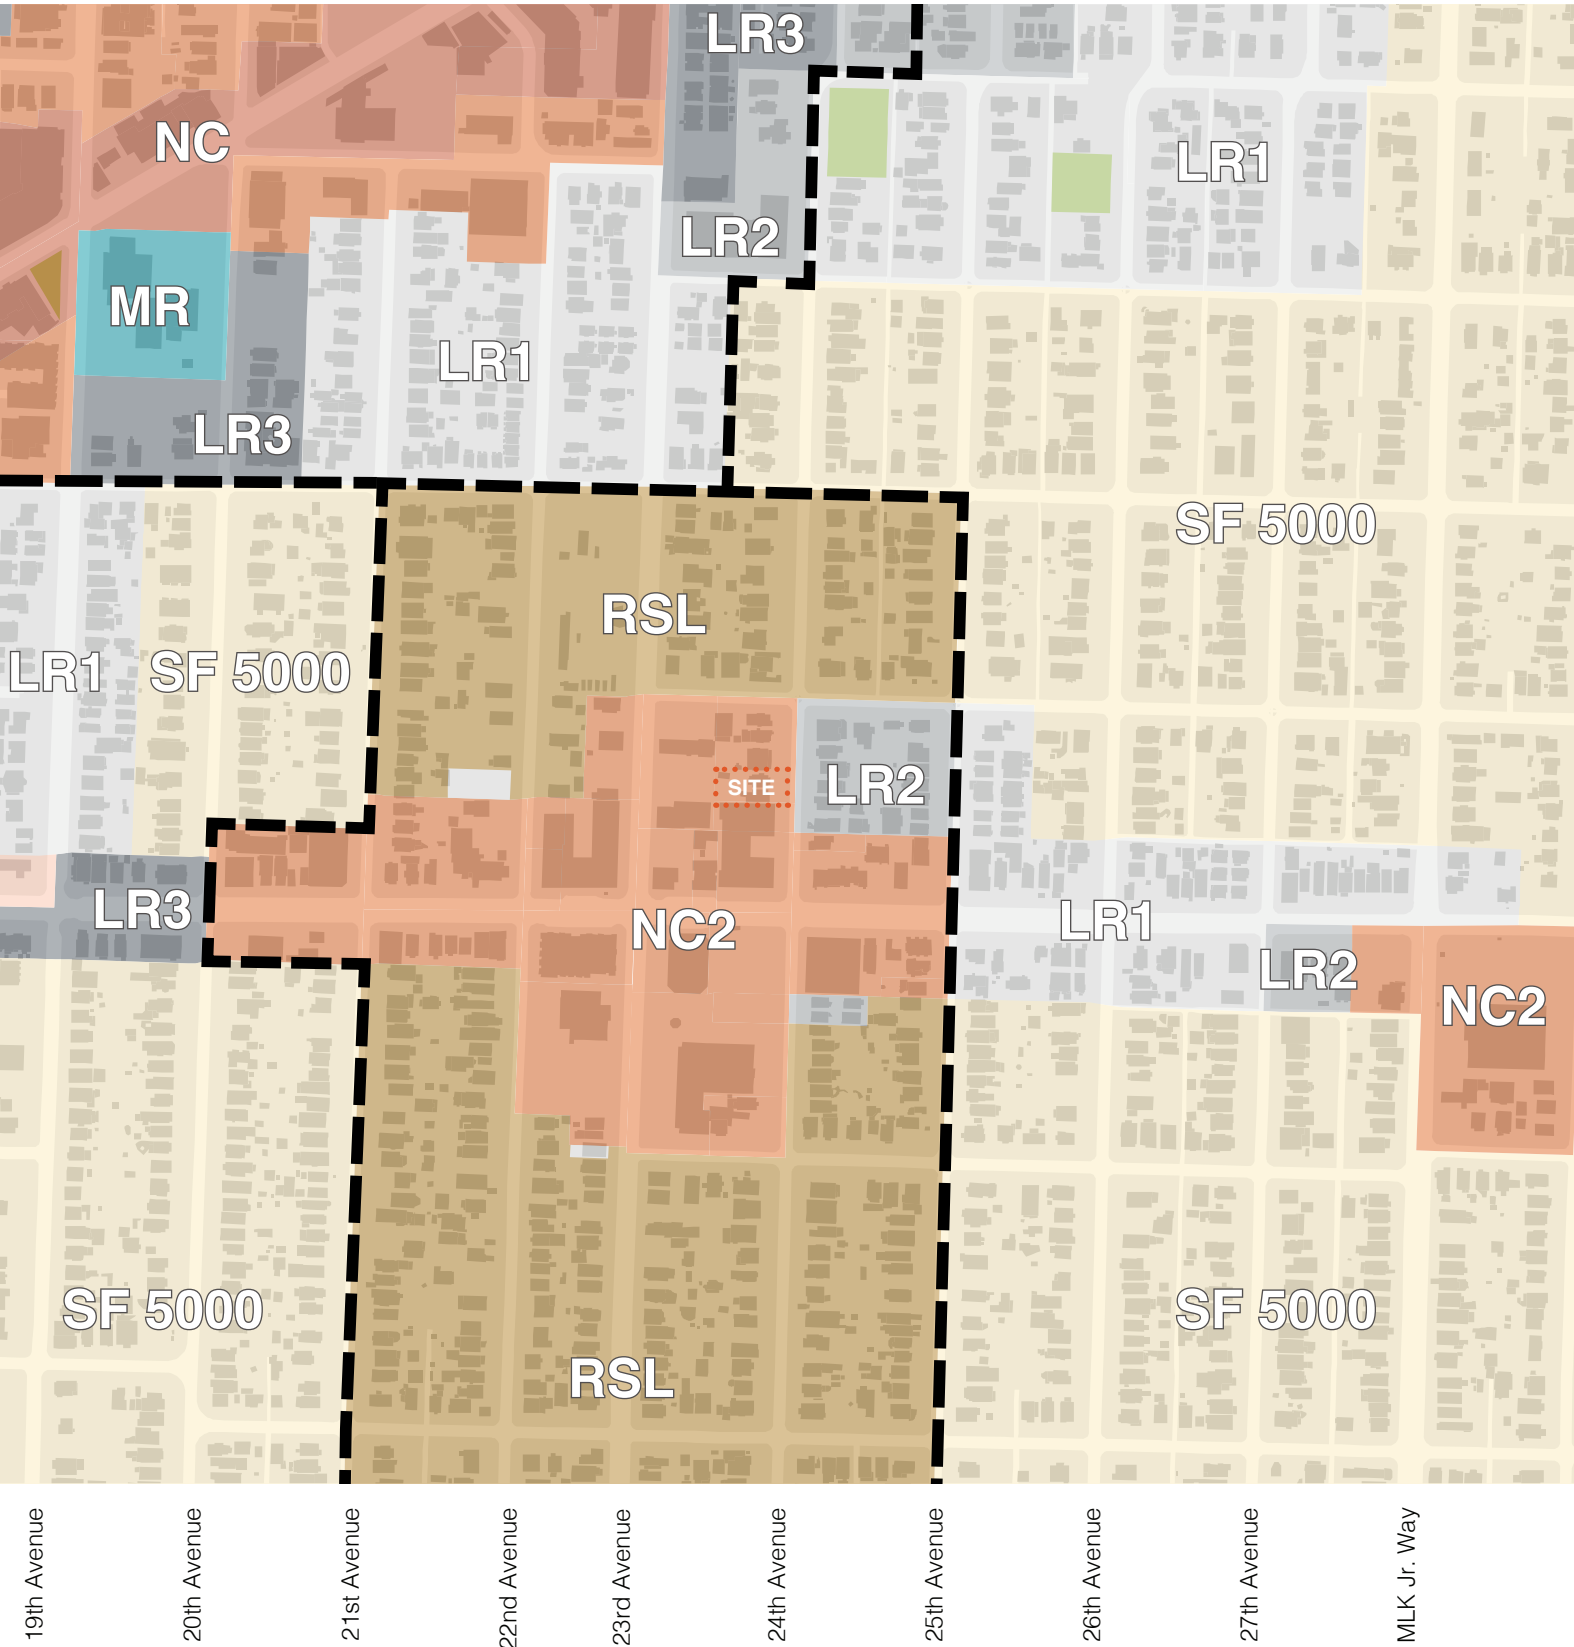 LR3
NC
LR1
LR2
MR
LR1
LR3
SF 5000
RSL
LR1
SF 5000
SITE
LR2
LR3
NC2
LR1
LR2
NC2
SF 5000
SF 5000
RSL
19th Avenue
20th Avenue
21st Avenue
22nd Avenue
23rd Avenue
24th Avenue
25th Avenue
26th Avenue
27th Avenue
MLK Jr. Way